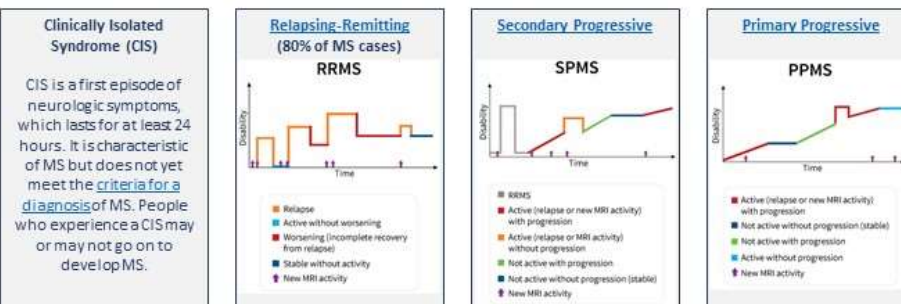 Clinically Isolated
Syndrome (CIS)
CIS is a first episode of
neurologic symptoms,
which lasts for at least 24
hours. It is characteristic
of MS but does not yet
meet the criteria for a
diagnosis of MS. People
who experience a CIS may
or may not go on to
develop MS.
Relapsing-Remitting
(80% of MS cases)
RRMS
Disability
Time
Relapse
Active without worsening
Worsening (incomplete recovery
from relapse)
Stable without activity
New MRI activity
Secondary Progressive
SPMS
Disability
Time
RRMS
Active (relapse or new MRI activity)
with progression
Active (relapse or MRI activity)
without progression
Not active with progression
Not active without progression (stable)
New MRI activity
Primary Progressive
PPMS
Disability
Time
Active (relapse or new MRI activity)
with progression
Not active without progression (stable)
Not active with progression
Active without progression
New MRI activity